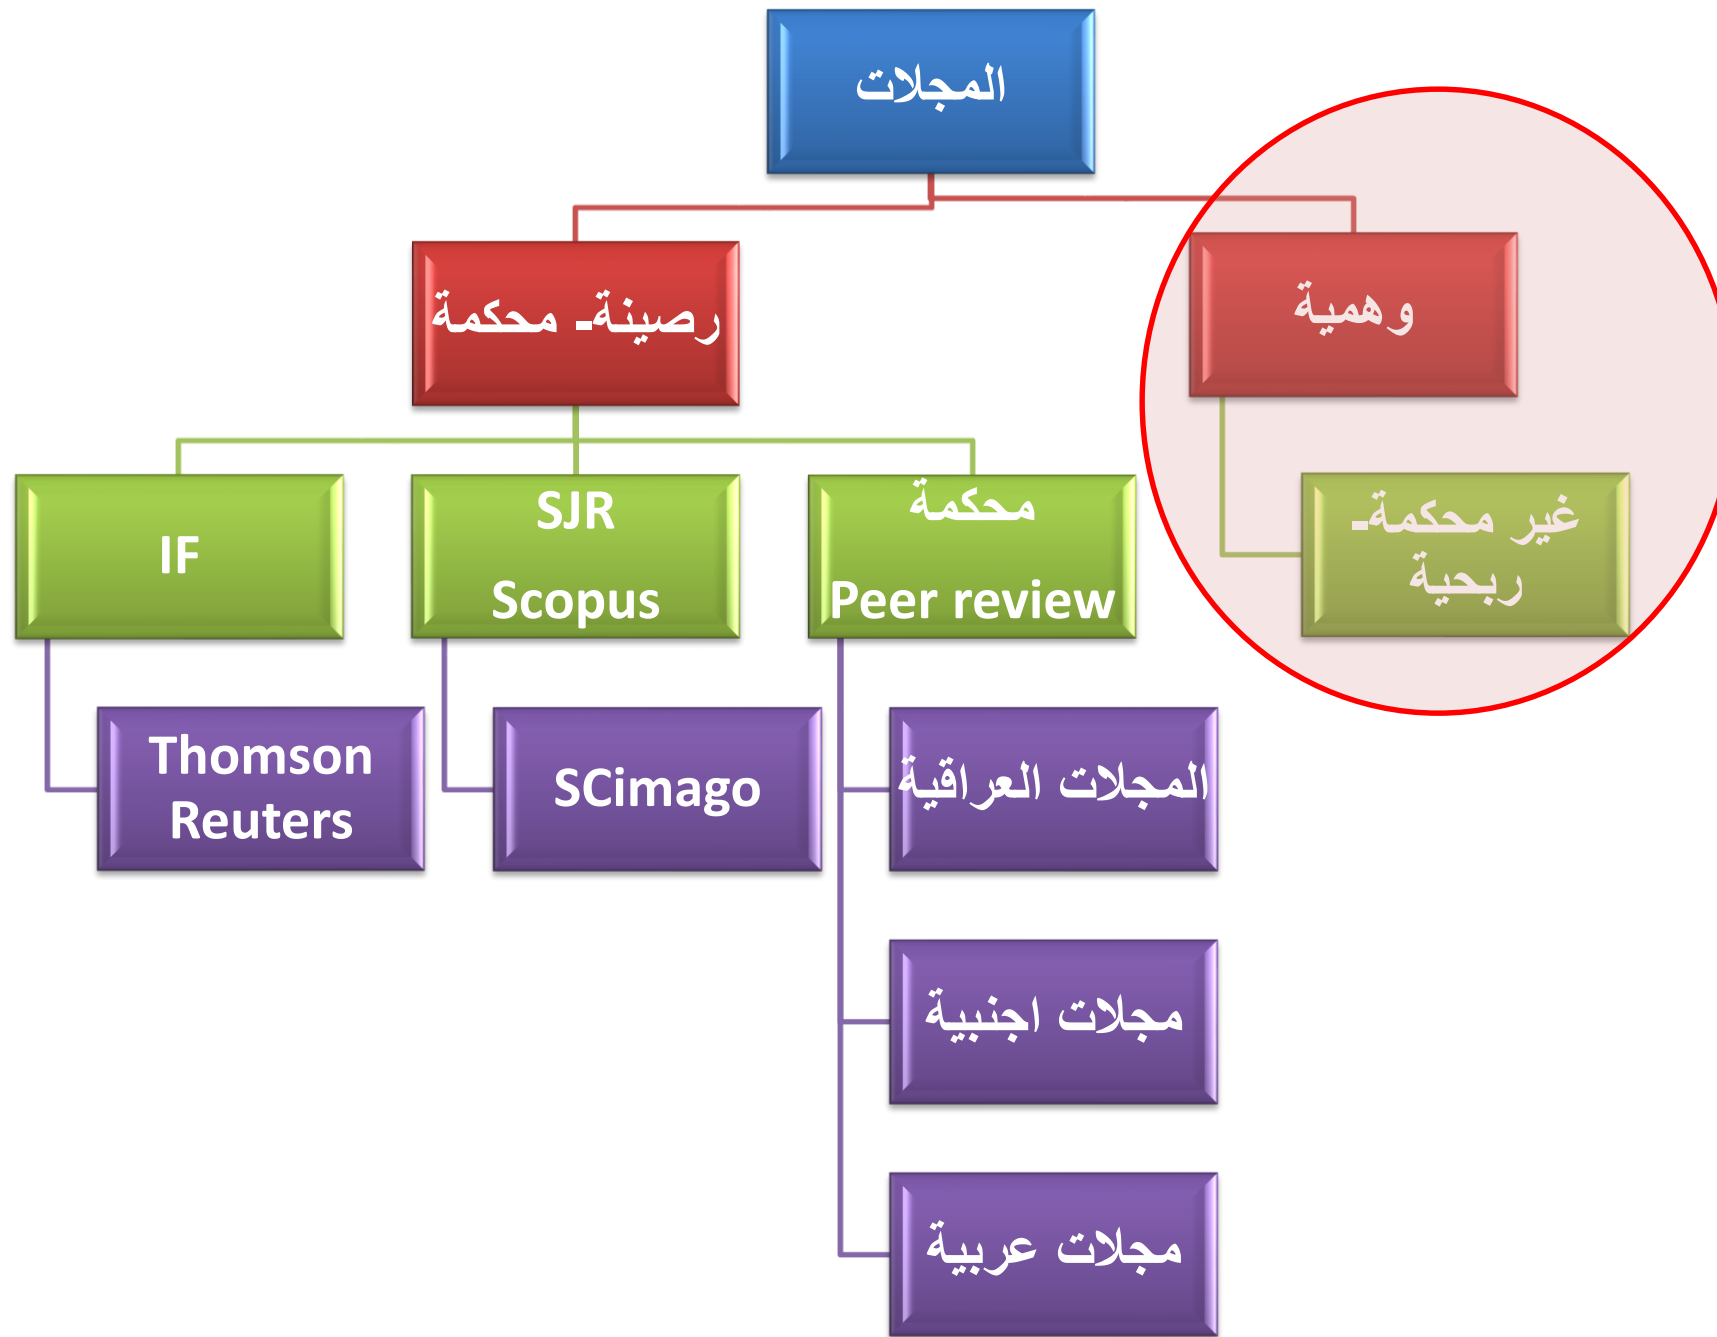 المجلات
رصينة- محكمة
وهمية
IF
SJR
Scopus
محكمة
Peer review
غير محكمة-
ربحية
Thomson
Reuters
SCimago
المجلات العراقية
مجلات اجنبية
مجلات عربية